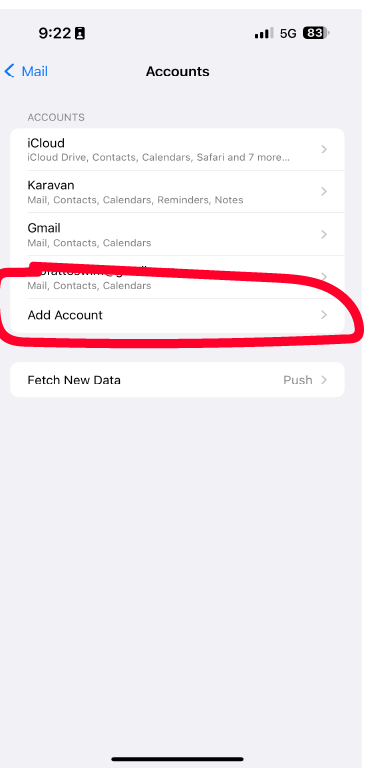 9:22
5G
83
Mail
Accounts
ACCOUNTS
iCloud
iCloud Drive, Contacts, Calendars, Safari and 7 more...
Karavan
Mail, Contacts, Calendars, Reminders, Notes
Gmail
Mail, Contacts, Calendars
Mail, Contacts, Calendars
Add Account
Fetch New Data
Push